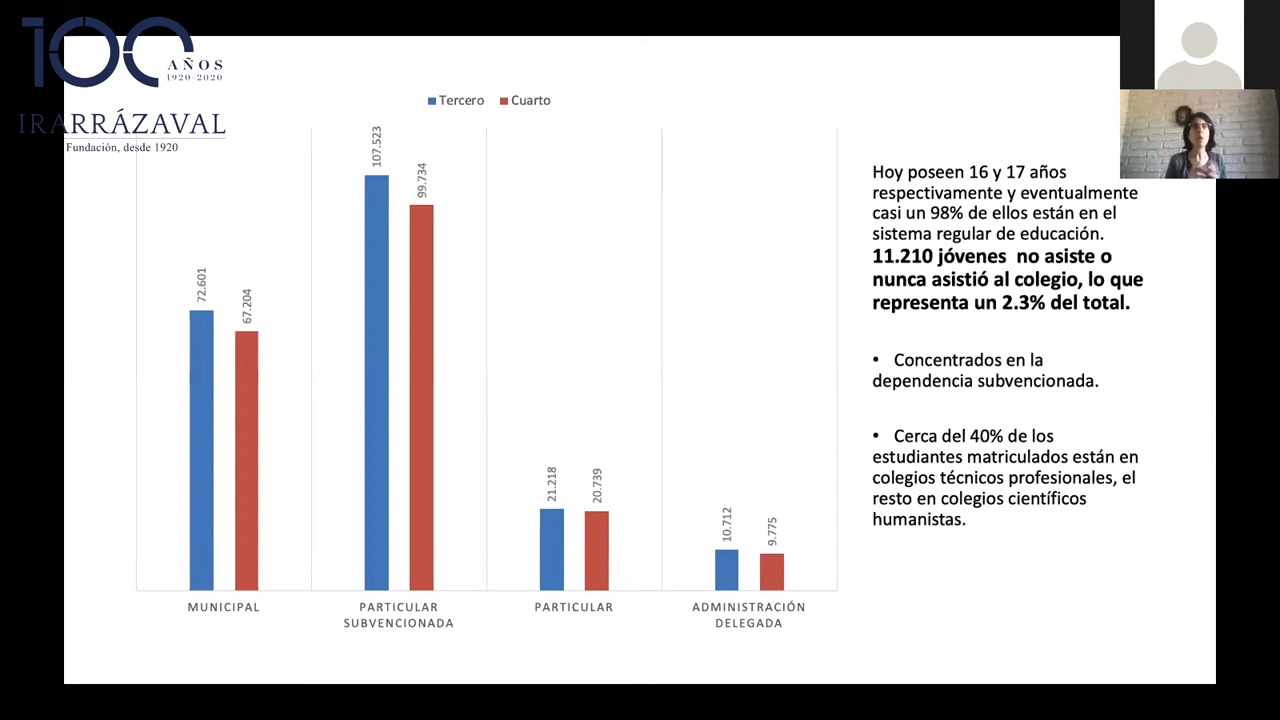 100
AÑOS
1920-2020
IRARRÁZAVAL
Fundación, desde 1920
Tercero Cuarto
72.601
67.204
107.523
99.734
21.218
20.739
10.712
9.775
MUNICIPAL
PARTICULAR
SUBVENCIONADA
PARTICULAR
ADMINISTRACIÓN
DELEGADA
Hoy poseen 16 y 17 años
respectivamente y eventualmente
casi un 98% de ellos están en el
sistema regular de educación.
11.210 jóvenes no asiste o
nunca asistió al colegio, lo que
representa un 2.3% del total.
• Concentrados en la
dependencia subvencionada.
• Cerca del 40% de los
estudiantes matriculados están en
colegios técnicos profesionales, el
resto en colegios científicos
humanistas.